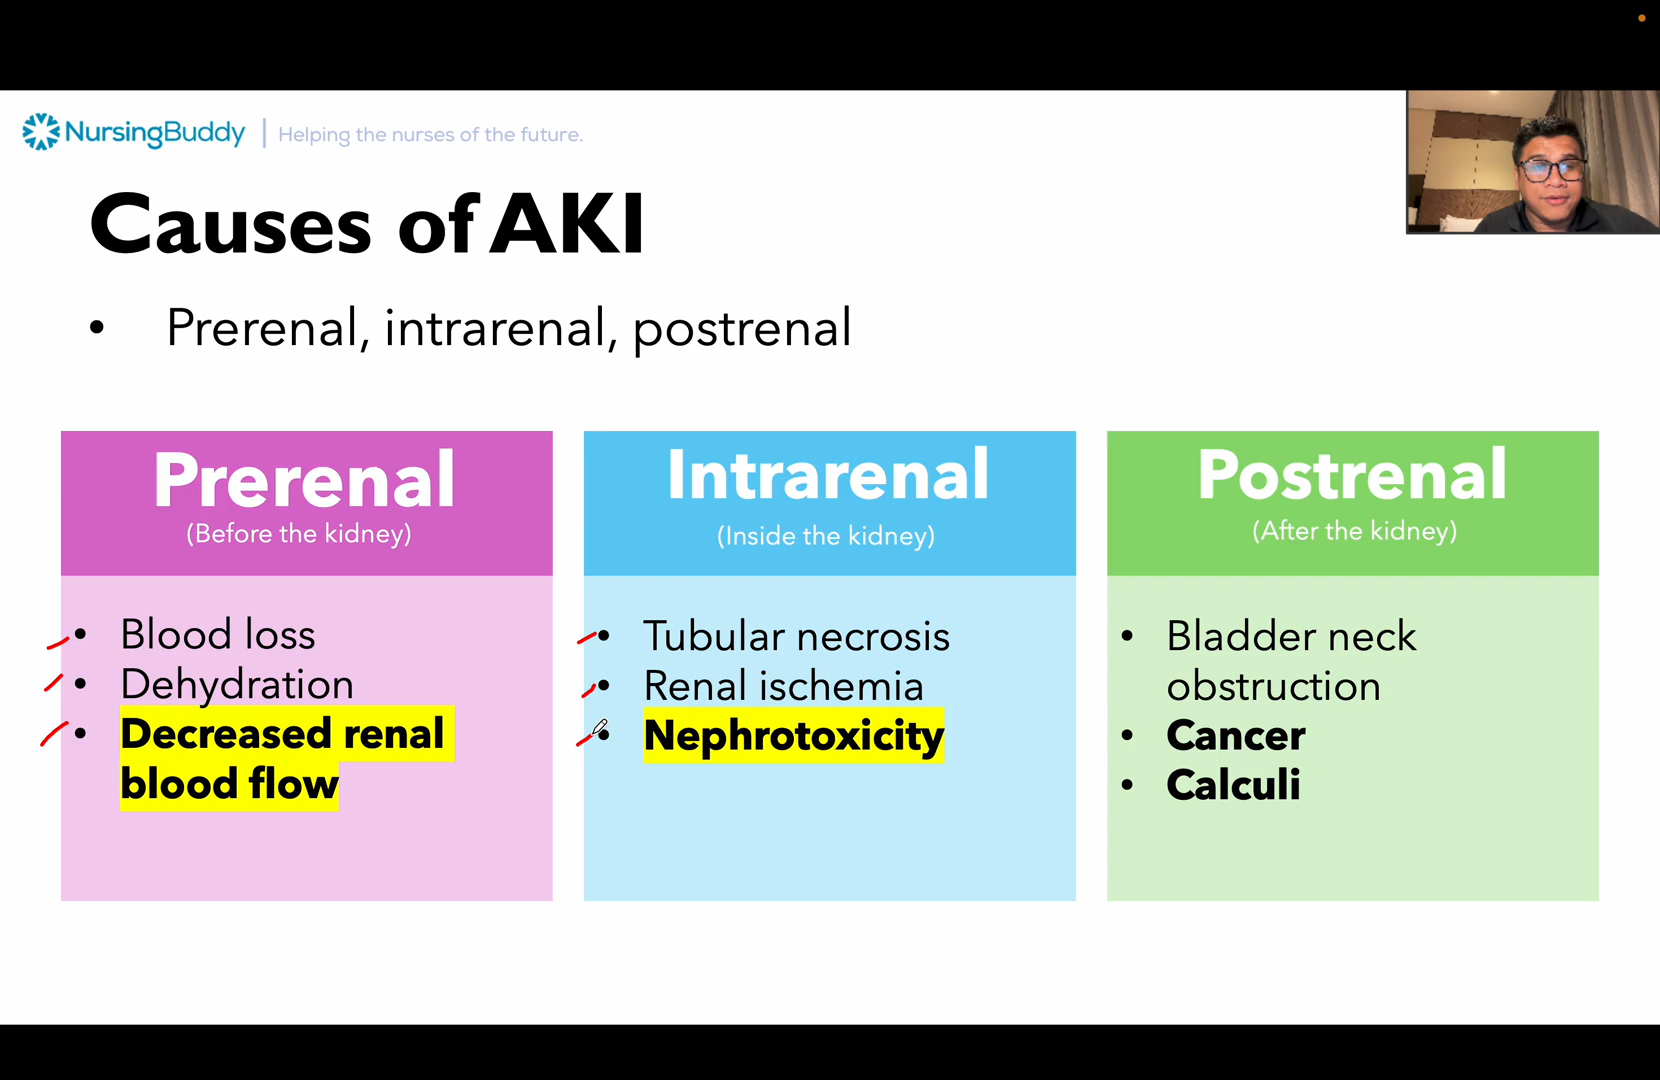 NursingBuddy | Helping the nurses of the future.
Causes of AKI
• Prerenal, intrarenal, postrenal
Prerenal
(Before the kidney)
• Blood loss
• Dehydration
• Decreased renal
blood flow
Intrarenal
(Inside the kidney)
• Tubular necrosis
• Renal ischemia
• Nephrotoxicity
Postrenal
(After the kidney)
• Bladder neck
obstruction
• Cancer
• Calculi